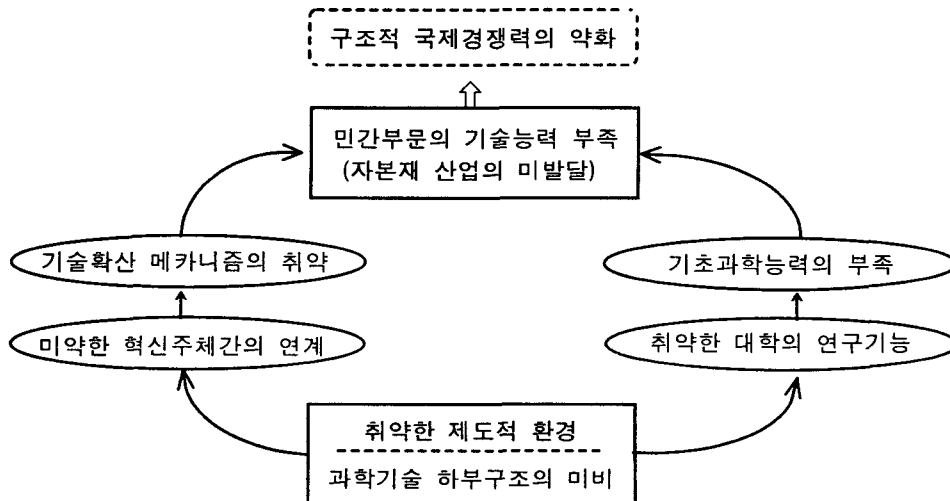 구조적 국제경쟁력의 약화
민간부문의 기술능력 부족
(자본재 산업의 미발달)
기술확산 메카니즘의 취약
기초과학능력의 부족
미약한 혁신주체간의 연계
취약한 대학의 연구기능
취약한 제도적 환경
과학기술 하부구조의 미비